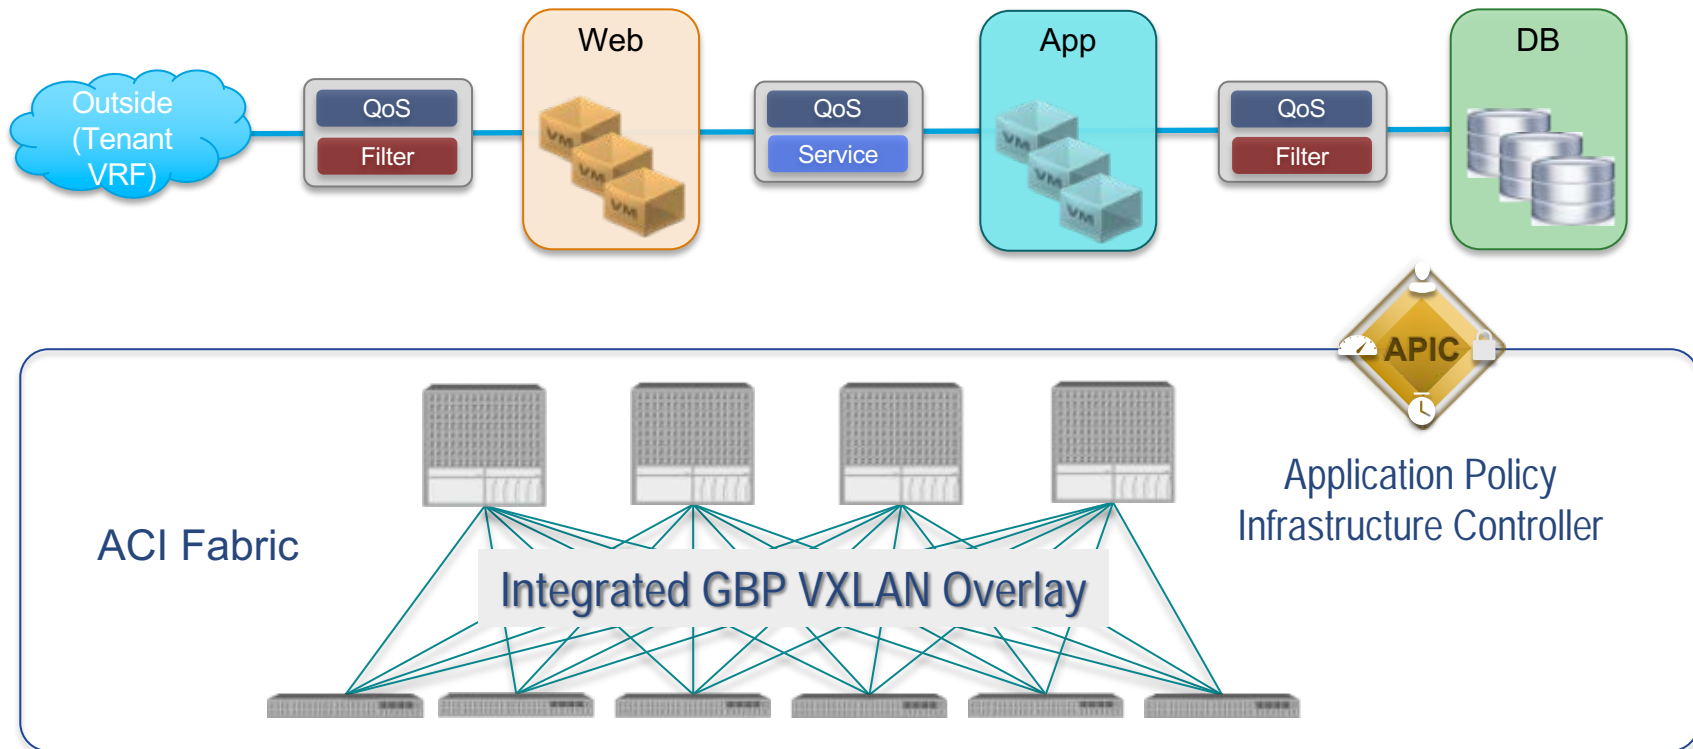 Web
App
DB
Outside
(Tenant
VRF)
QoS
Filter
QoS
Service
QoS
Filter
VM
VM
VM
VM
VM
VM
APIC
Application Policy
Infrastructure Controller
ACI Fabric
Integrated GBP VXLAN Overlay